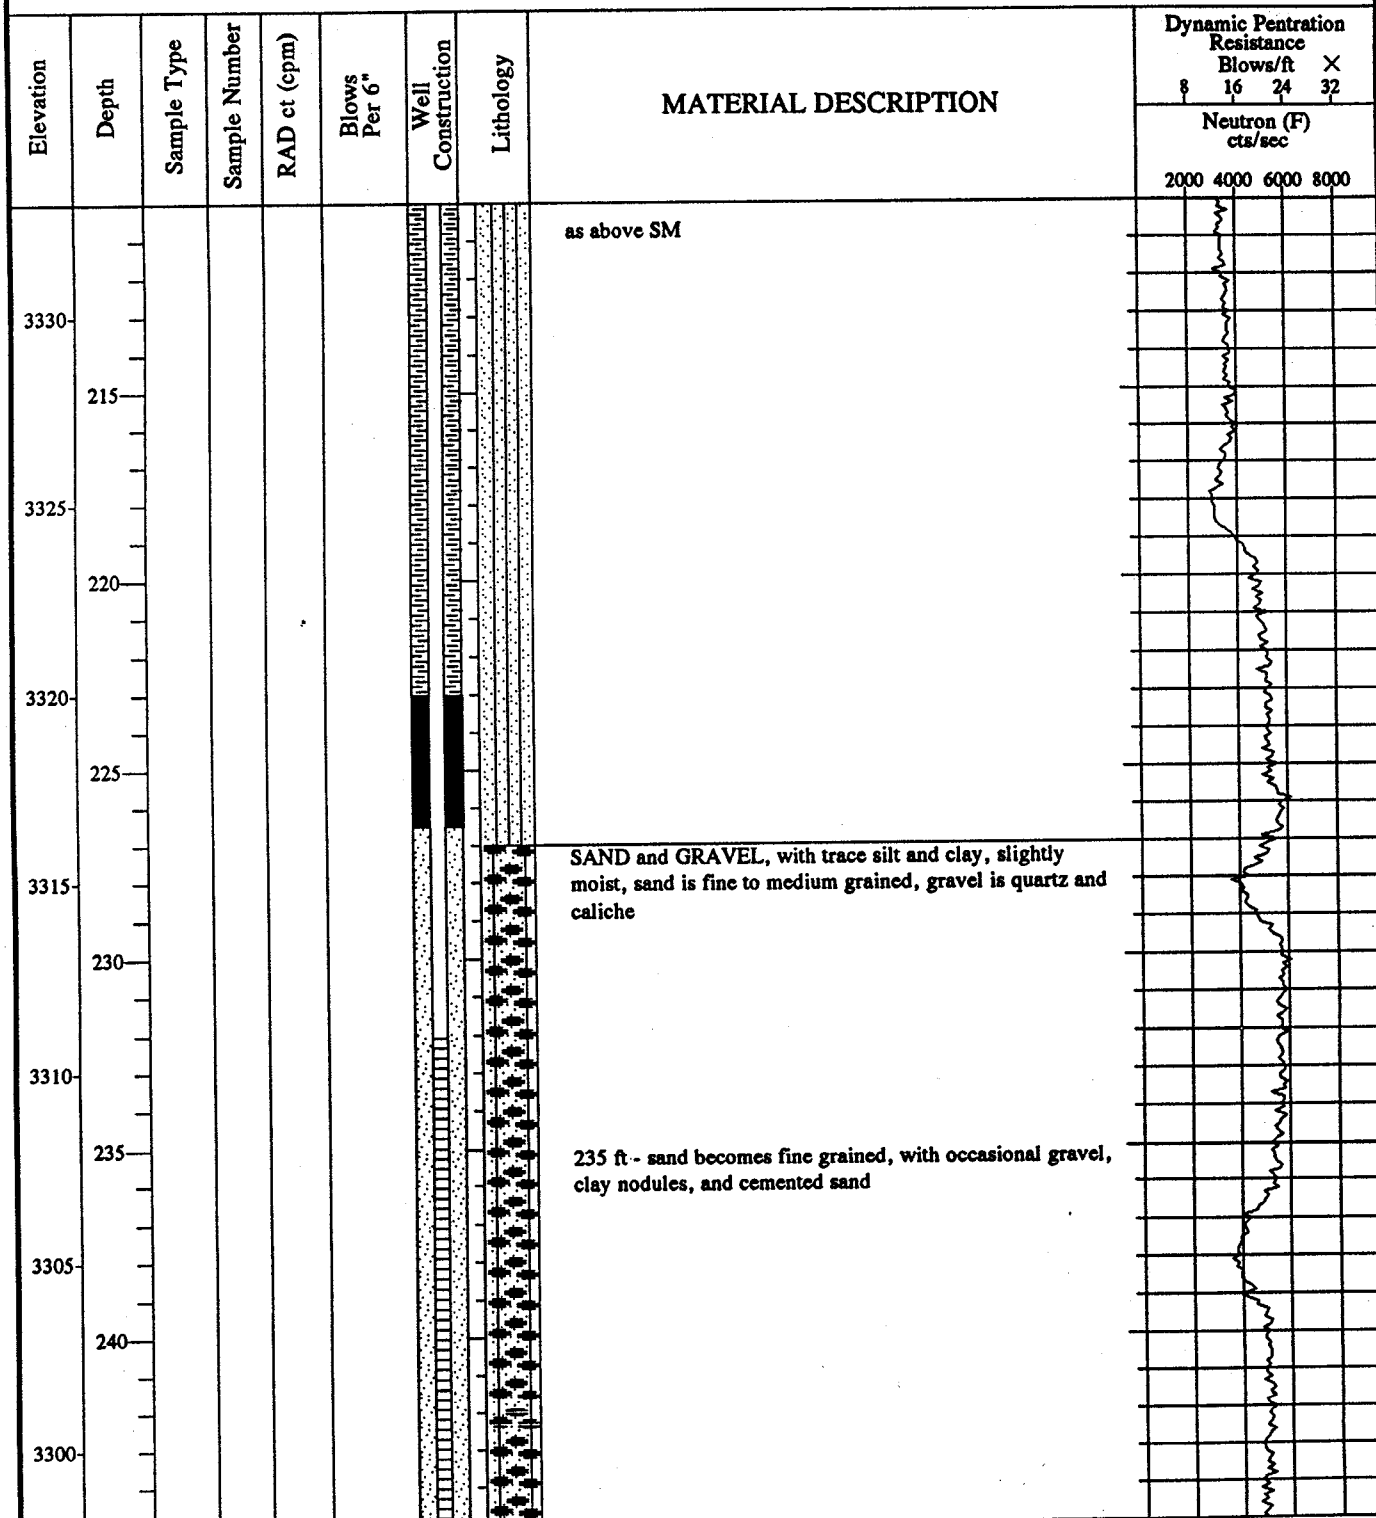 Elevation
Depth
Sample Type
Sample Number
RAD ct (cpm)
Blows
Per 6"
Well
Construction
Lithology
MATERIAL DESCRIPTION
Dynamic Pentration
Resistance
Blows/ft X
8 16 24 32
Neutron (F)
cts/sec
2000 4000 6000 8000
as above SM
3330
215
3325
220
3320
225
SAND and GRAVEL, with trace silt and clay, slightly
moist, sand is fine to medium grained, gravel is quartz and
caliche
3315
230
3310
235
235 ft - sand becomes fine grained, with occasional gravel,
clay nodules, and cemented sand
3305
240
3300